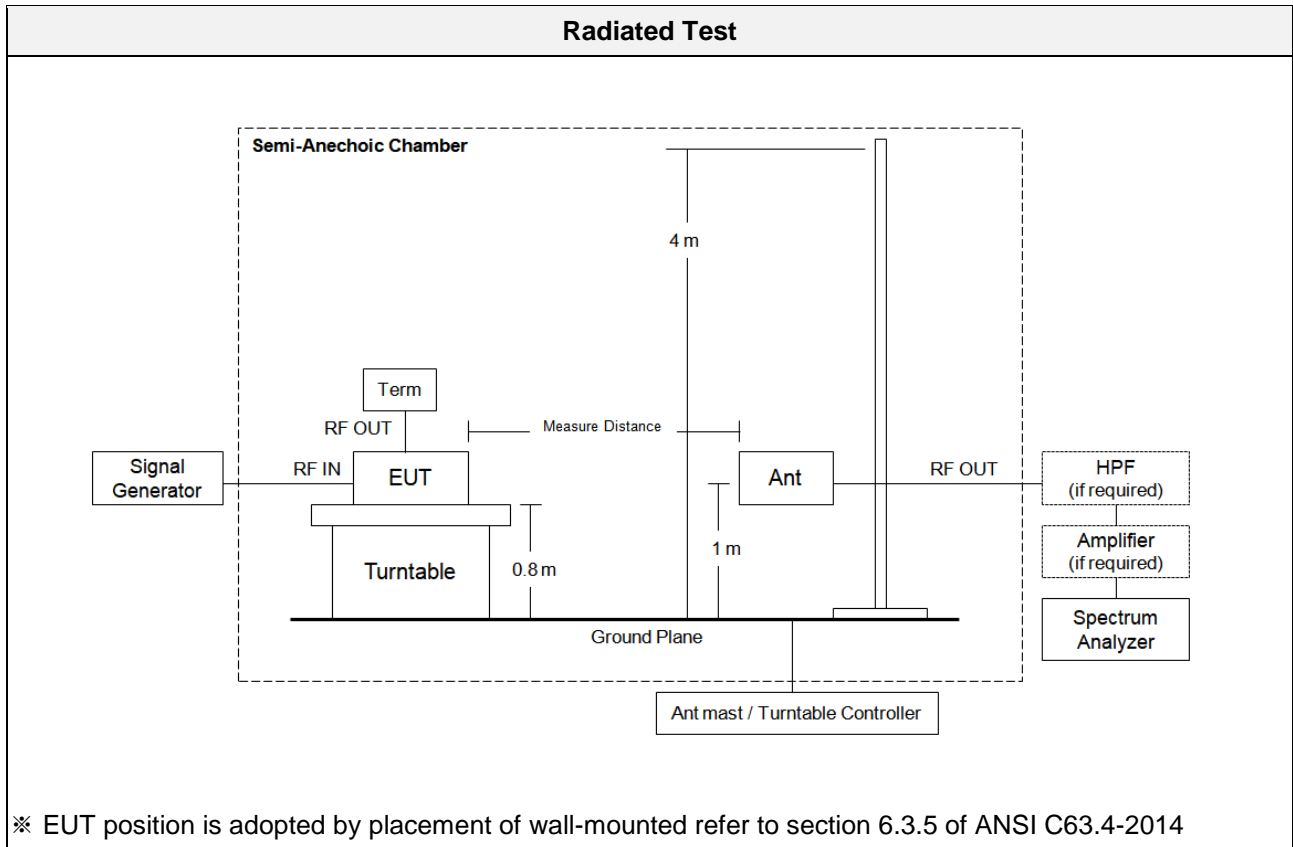 Radiated Test
Semi-Anechoic Chamber
4 m
Term
RF OUT
Measure Distance
Signal
Generator
RF IN
EUT
Ant
RF OUT
HPF
(if required)
Amplifier
(if required)
Spectrum
Analyzer
1 m
0.8 m
Turntable
Ground Plane
Ant mast / Turntable Controller
※ EUT position is adopted by placement of wall-mounted refer to section 6.3.5 of ANSI C63.4-2014